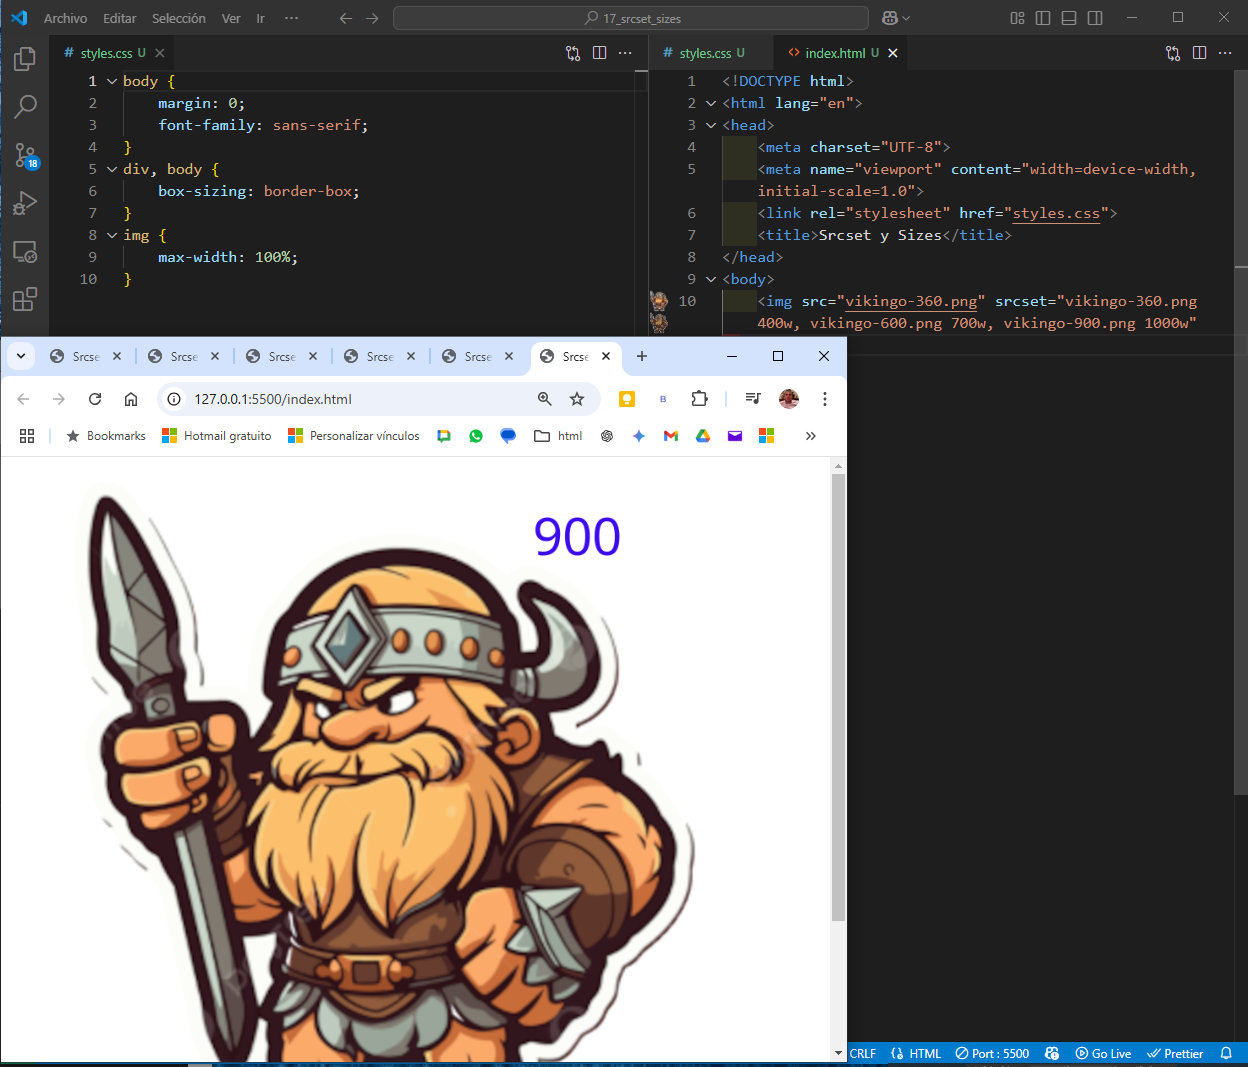 Archivo Editar Selección Ver Ir ··· 17_srcset_sizes
# styles.css U
# styles.css U <> index.html U
1 body {
2 margin: 0;
3 font-family: sans-serif;
4 }
5 div, body {
6 box-sizing: border-box;
7 }
8 img {
9 max-width: 100%;
10 }
1 <!DOCTYPE html>
2 <html lang="en">
3 <head>
4 <meta charset="UTF-8">
5 <meta name="viewport" content="width=device-width,
initial-scale=1.0">
6 <link rel="stylesheet" href="styles.css">
7 <title>Srcset y Sizes</title>
8 </head>
9 <body>
10 <img src="vikingo-360.png" srcset="vikingo-360.png
400w, vikingo-600.png 700w, vikingo-900.png 1000w"
18
Srcse Srcse Srcse Srcse Srcse Srcse
127.0.0.1:5500/index.html
B
Bookmarks Hotmail gratuito Personalizar vínculos html
900
CRLF HTML Port : 5500 Go Live Prettier